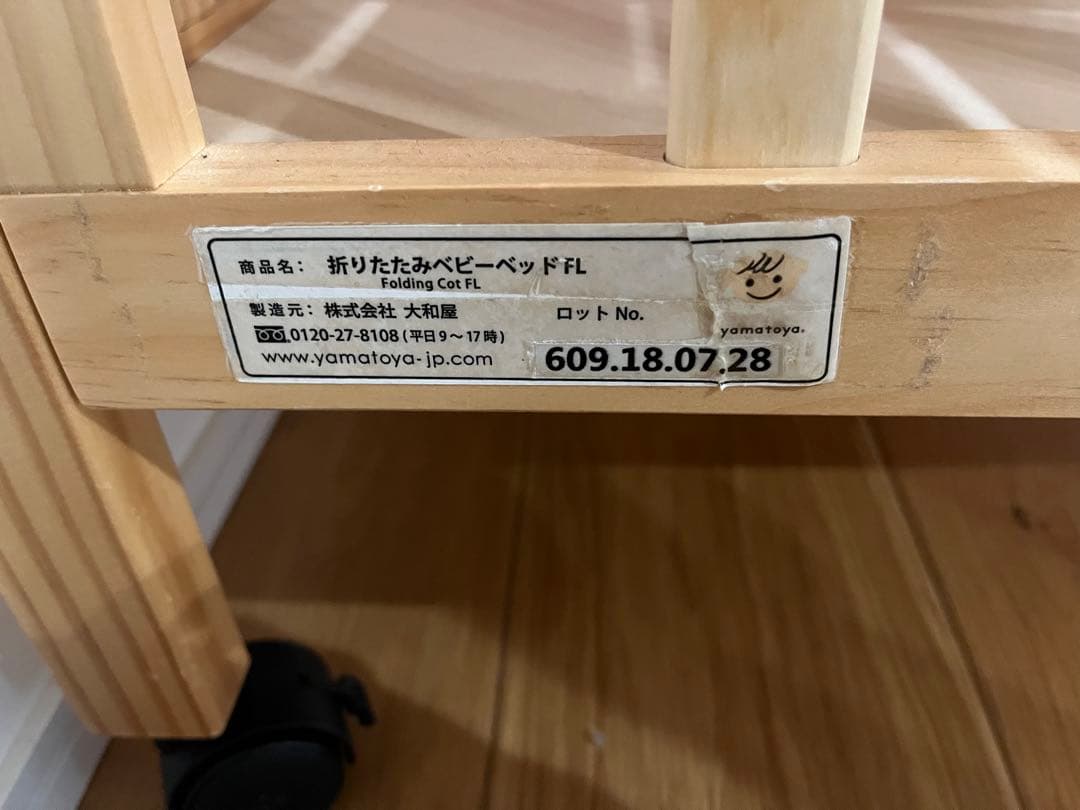 商品名： 折りたたみベビーベッドFL
Folding Cot FL
製造元： 株式会社 大和屋
0120-27-8108 (平日9～17時)
www.yamatoya-jp.com
ロット No.
609.18.07.28
yamatoya.